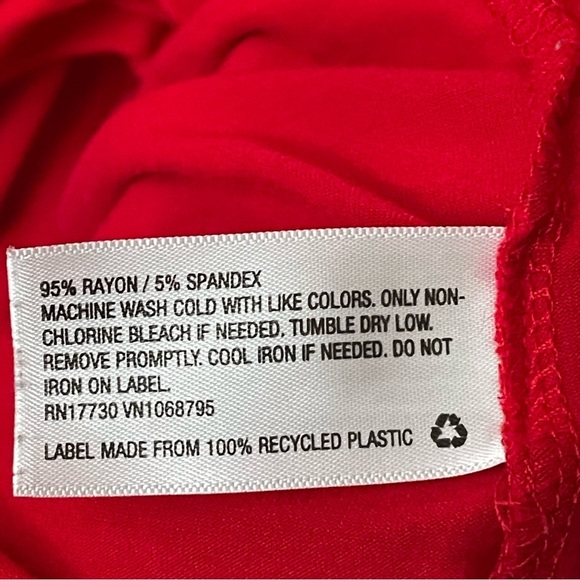 95% RAYON / 5% SPANDEX
MACHINE WASH COLD WITH LIKE COLORS. ONLY NON-
CHLORINE BLEACH IF NEEDED. TUMBLE DRY LOW.
REMOVE PROMPTLY. COOL IRON IF NEEDED. DO NOT
IRON ON LABEL.
RN17730 VN1068795
LABEL MADE FROM 100% RECYCLED PLASTIC